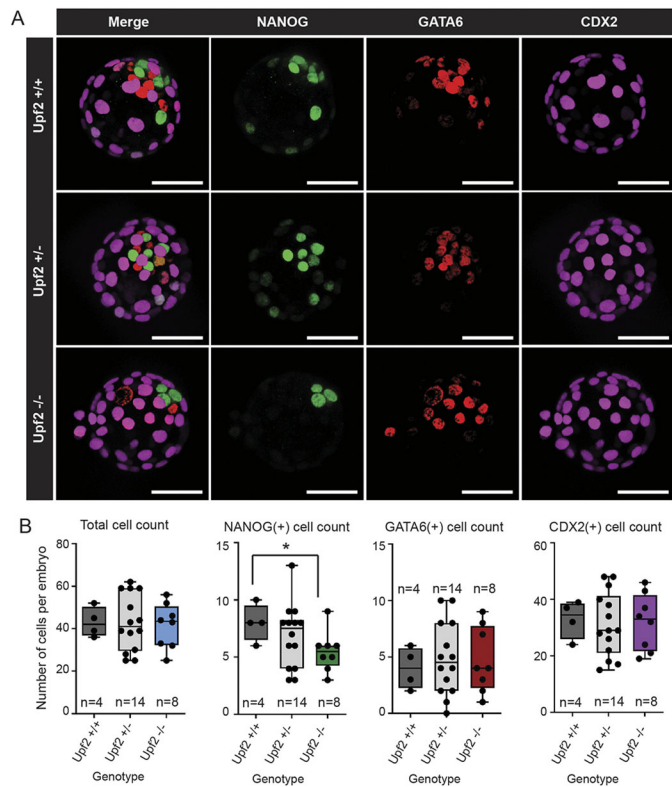 A
Merge NANOG GATA6 CDX2
Upf2 +/+
Upf2 +/-
Upf2 -/-
B
Total cell count NANOG(+) cell count GATA6(+) cell count CDX2(+) cell count
Number of cells per embryo
80
60
40
20
0
n=4 n=14 n=8
Upf2 +/+ Upf2 +/- Upf2 -/-
Genotype
*
15
10
5
0
n=4 n=14 n=8
Upf2 +/+ Upf2 +/- Upf2 -/-
Genotype
15
10
5
0
n=4 n=14 n=8
Upf2 +/+ Upf2 +/- Upf2 -/-
Genotype
60
40
20
0
n=4 n=14 n=8
Upf2 +/+ Upf2 +/- Upf2 -/-
Genotype